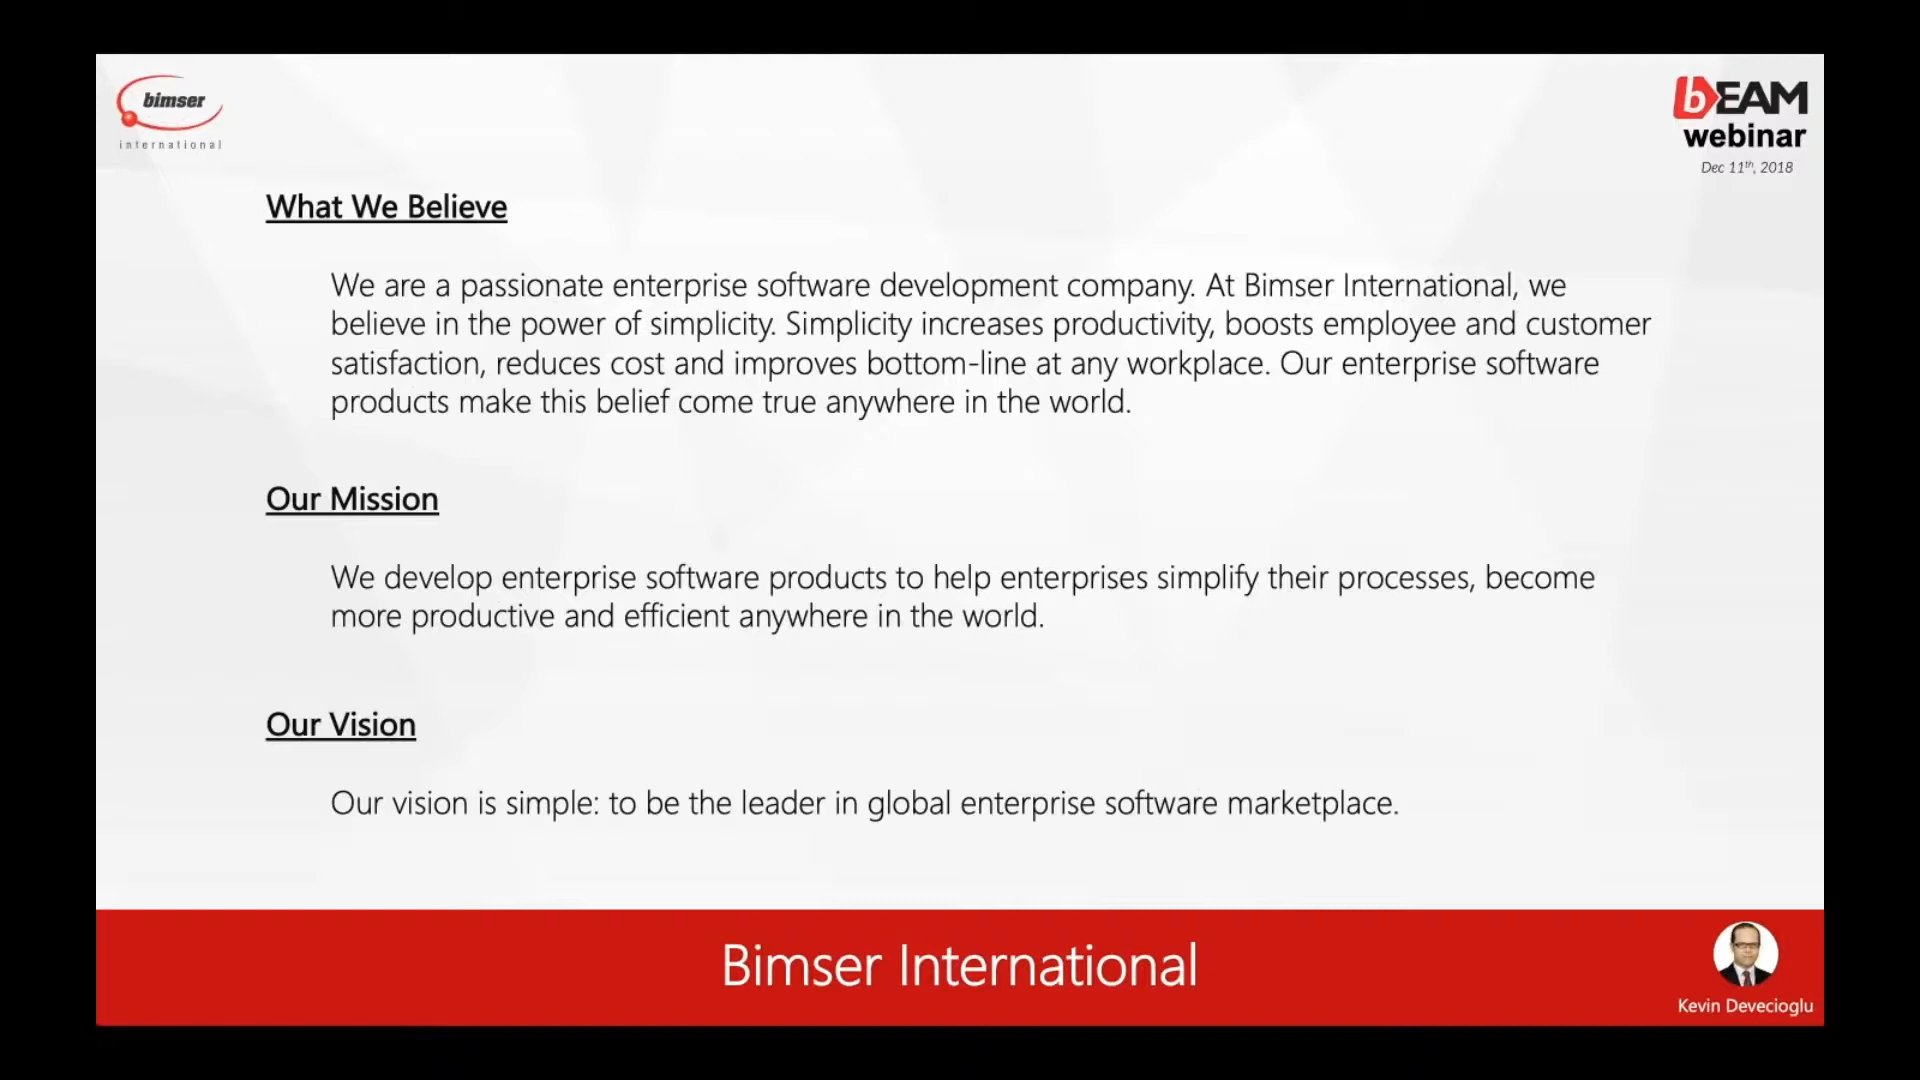 bimser
international
bEAM
webinar
Dec 11th, 2018
What We Believe
We are a passionate enterprise software development company. At Bimser International, we
believe in the power of simplicity. Simplicity increases productivity, boosts employee and customer
satisfaction, reduces cost and improves bottom-line at any workplace. Our enterprise software
products make this belief come true anywhere in the world.
Our Mission
We develop enterprise software products to help enterprises simplify their processes, become
more productive and efficient anywhere in the world.
Our Vision
Our vision is simple: to be the leader in global enterprise software marketplace.
Bimser International
Kevin Devecioglu